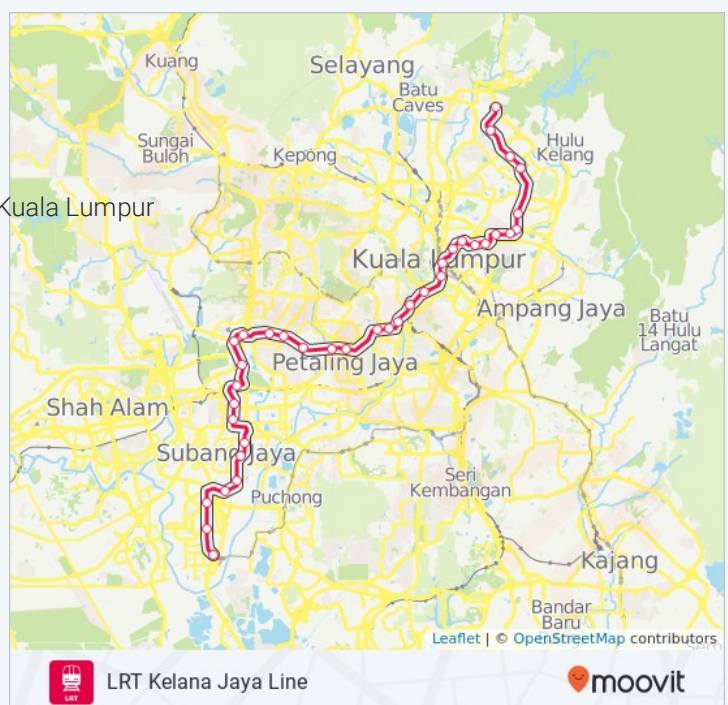 Kuang
Selayang
Batu
Caves
Sungai
Buloh
Kepong
Hulu
Kelang
Kuala Lumpur
Kuala Lumpur
Ampang Jaya
Batu
14 Hulu
Langat
Petaling Jaya
Shah Alam
Subang Jaya
Seri
Kembangan
Puchong
Kajang
Bandar
Baru
Leaflet | © OpenStreetMap contributors
LRT
LRT Kelana Jaya Line
moovit